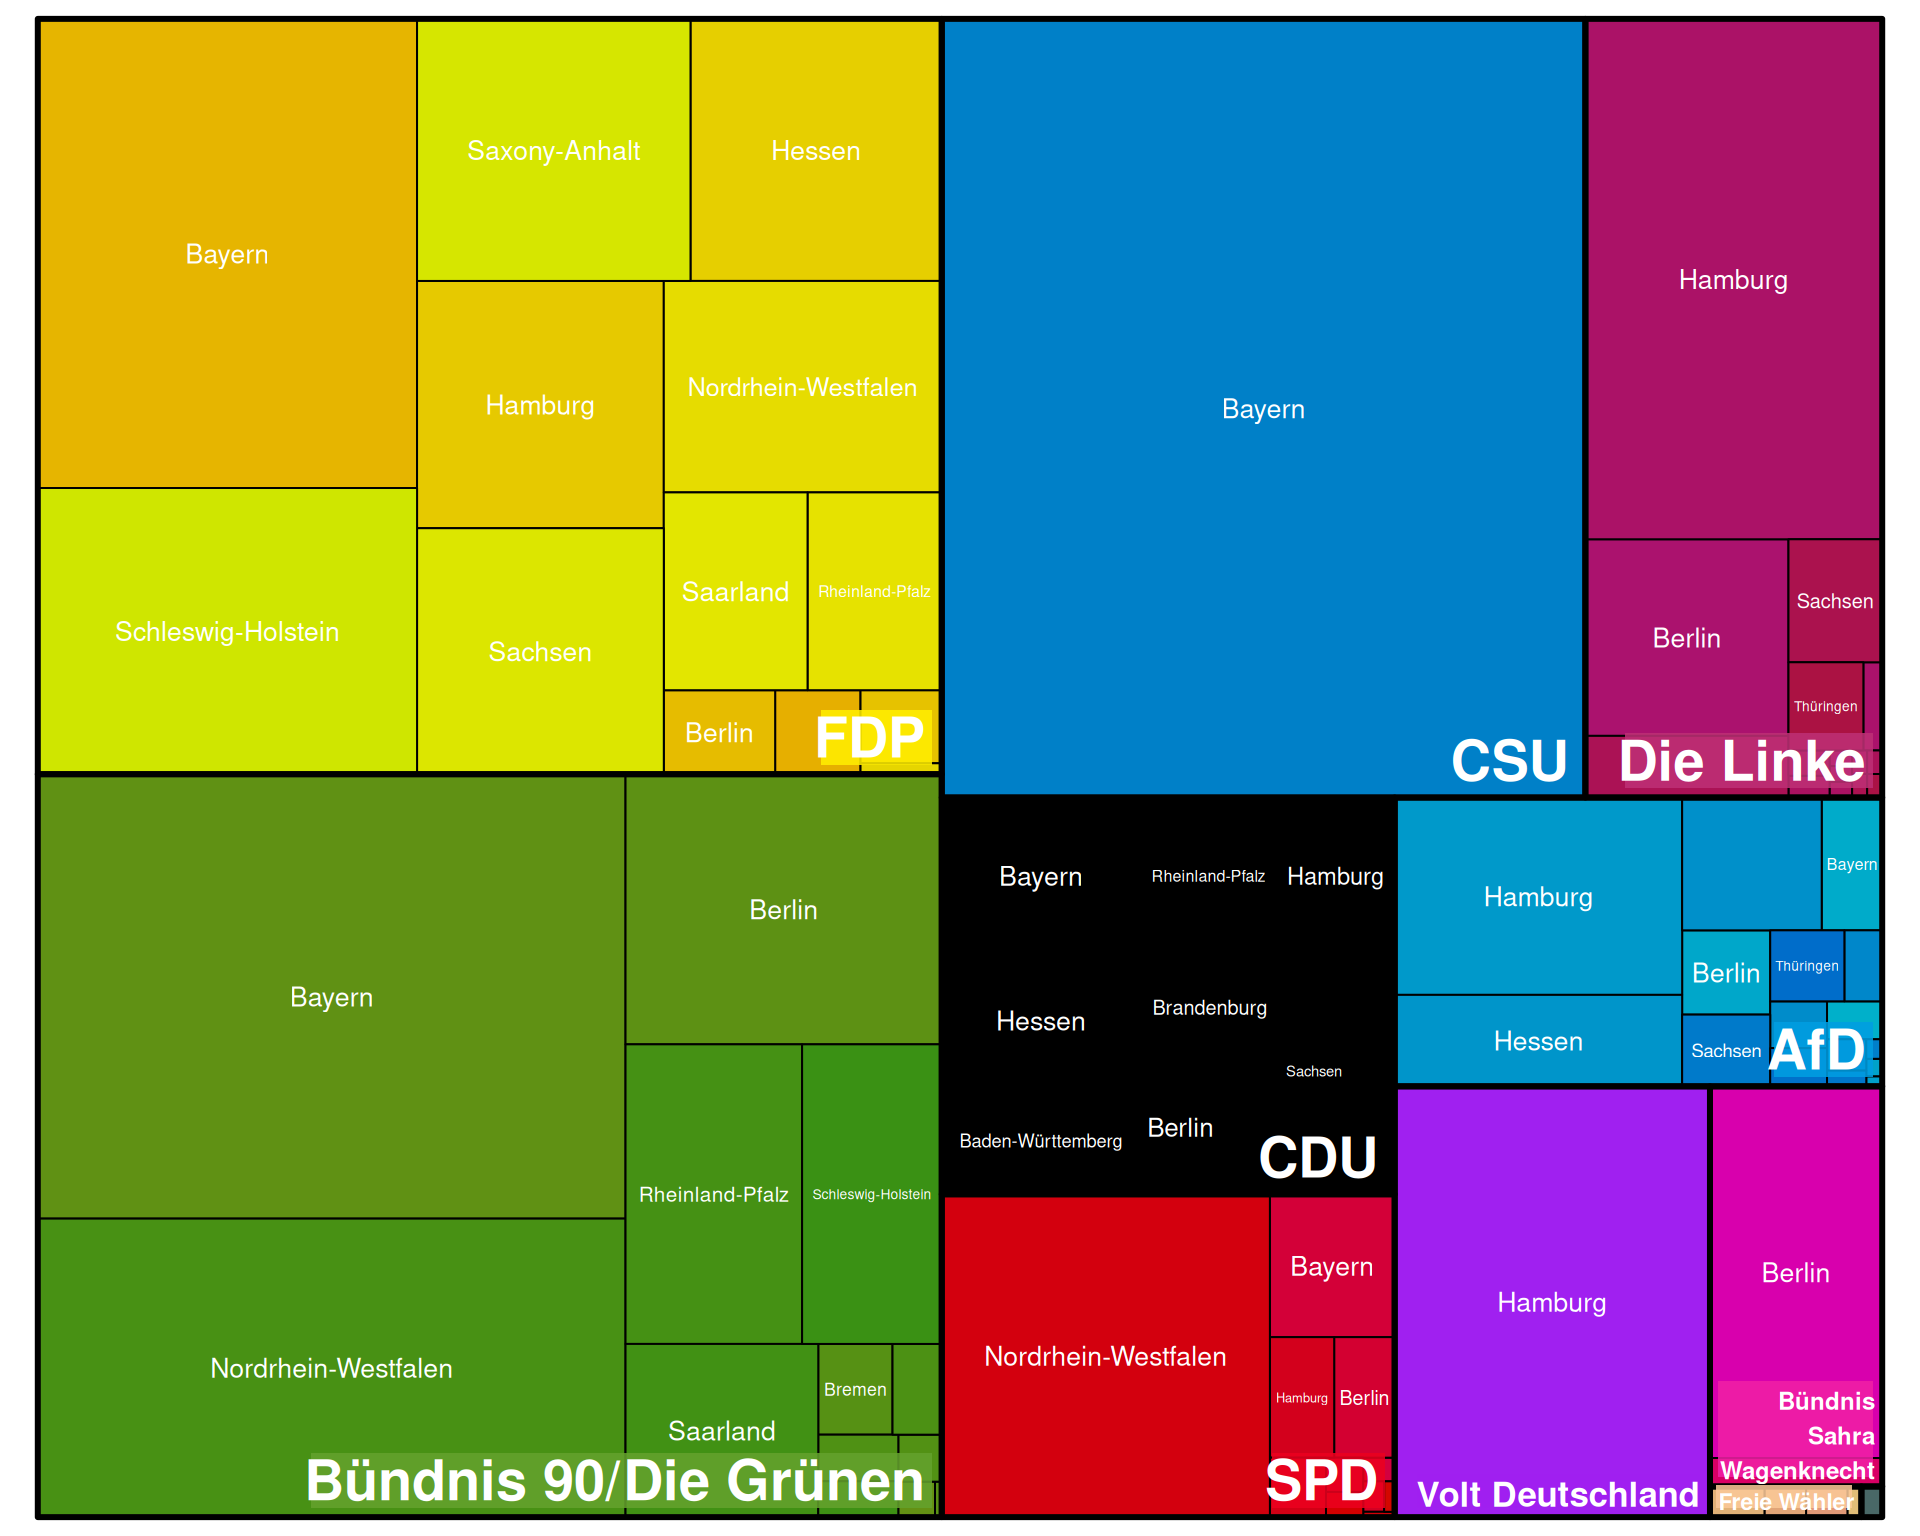 Bayern
Saxony-Anhalt
Hessen
Hamburg
Nordrhein-Westfalen
Schleswig-Holstein
Sachsen
Saarland
Rheinland-Pfalz
Berlin
FDP
Bayern
Berlin
Rheinland-Pfalz
Schleswig-Holstein
Nordrhein-Westfalen
Saarland
Bremen
Bündnis 90/Die Grünen
Bayern
CSU
Hamburg
Berlin
Sachsen
Thüringen
Die Linke
Bayern
Rheinland-Pfalz
Hamburg
Hessen
Brandenburg
Sachsen
Baden-Württemberg
Berlin
CDU
Hamburg
Bayern
Berlin
Thüringen
Hessen
Sachsen
AfD
Nordrhein-Westfalen
Bayern
Hamburg
Berlin
SPD
Hamburg
Volt Deutschland
Berlin
Bündnis
Sahra
Wagenknecht
Freie Wähler